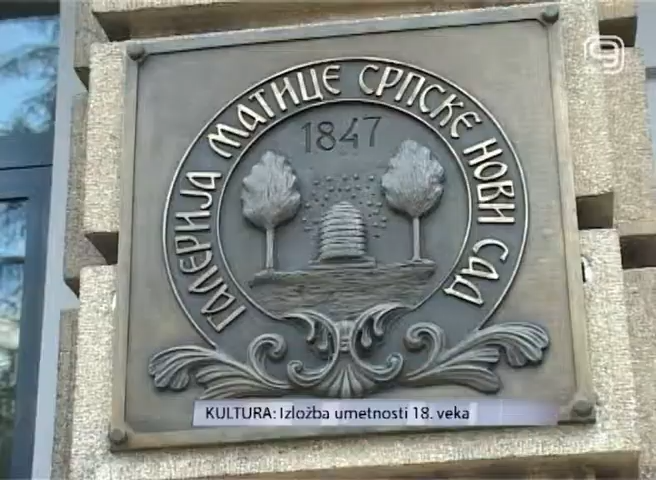 ГАЛЕРИЈА МАТИЦЕ СРПСКЕ НОВИ САД
1847
KULTURA: Izložba umetnosti 18. veka